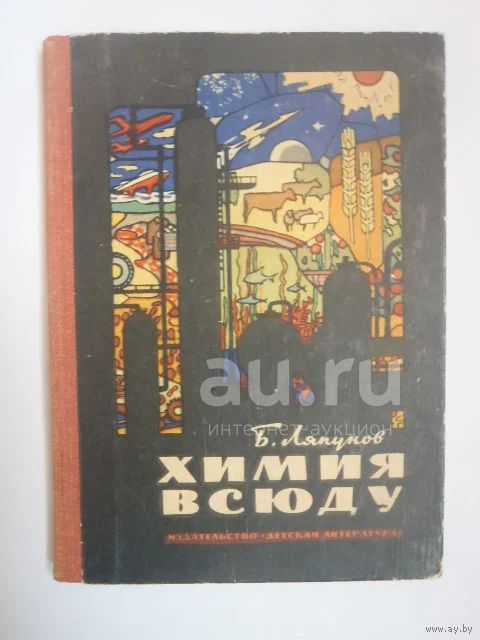 au.ru
интернет-аукцион
Б. Ляпунов
ХИМИЯ
ВСЮДУ
ИЗДАТЕЛЬСТВО • ДЕТСКАЯ ЛИТЕРАТУРА
www.ay.by